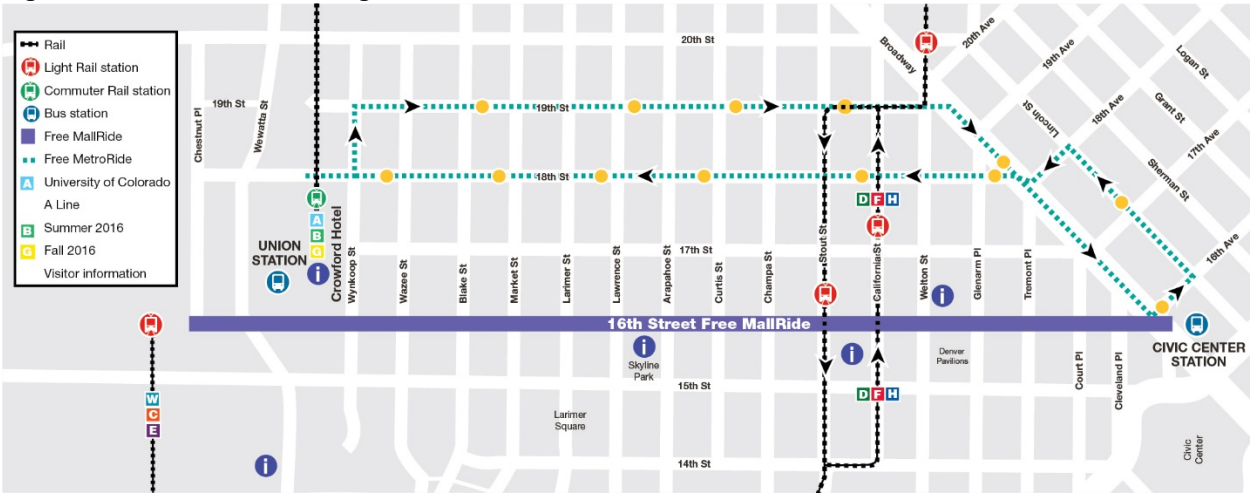 Rail
Light Rail station
Commuter Rail station
Bus station
Free MallRide
Free MetroRide
A University of Colorado
A Line
B Summer 2016
G Fall 2016
Visitor information
20th St
Broadway
20th Ave
19th Ave
Logan St
19th St
Chestnut Pl
Wewatta St
19th St
Lincoln St
18th Ave
Grant St
17th Ave
Sherman St
18th St
16th Ave
A
B
G
Crowford Hotel
UNION
STATION
D F H
17th St
Wynkoop St
Wazee St
Blake St
Market St
Larimer St
Lawrence St
Arapahoe St
Curtis St
Champa St
Stout St
California St
Welton St
Glenarm Pl
Tremont Pl
16th Street Free MallRide
CIVIC CENTER
STATION
Skyline
Park
Denver
Pavilions
Court Pl
Cleveland Pl
15th St
D F H
W
C
E
Larimer
Square
14th St
Civic
Center